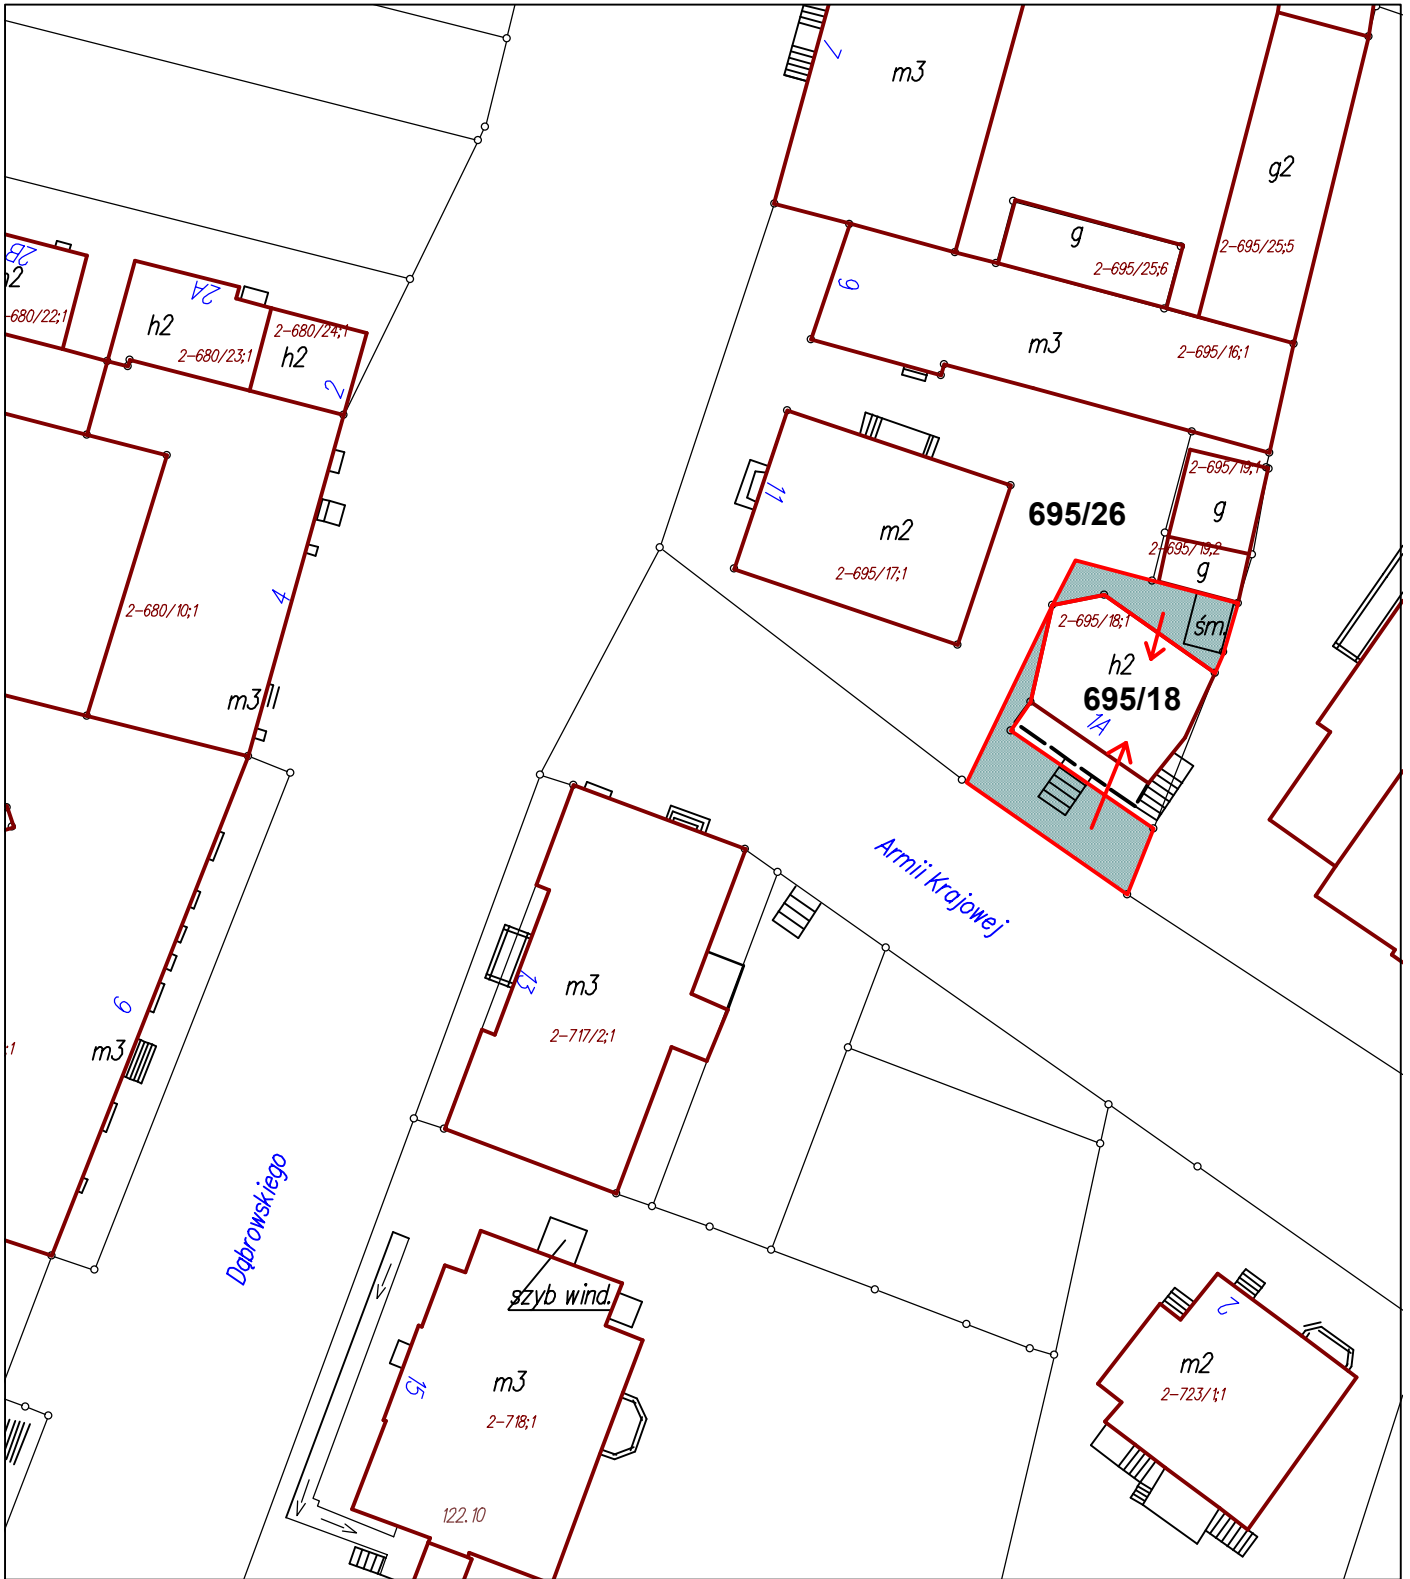 7
m3
g2
g
2-695/25;5
2-695/25;6
2B
2A
h2
-680/22;1
h2
2-680/23;1
2-680/24;1
h2
2
9
m3
2-695/16;1
11
m2
2-695/17;1
695/26
2-695/19;1
g
2-695/19;2
g
śm.
2-695/18;1
h2
695/18
1A
4
2-680/10;1
m3
Armii Krajowej
13
m3
2-717/2;1
m3
;1
Dąbrowskiego
szyb wind.
15
m3
2-718;1
122.10
2
m2
2-723/1;1